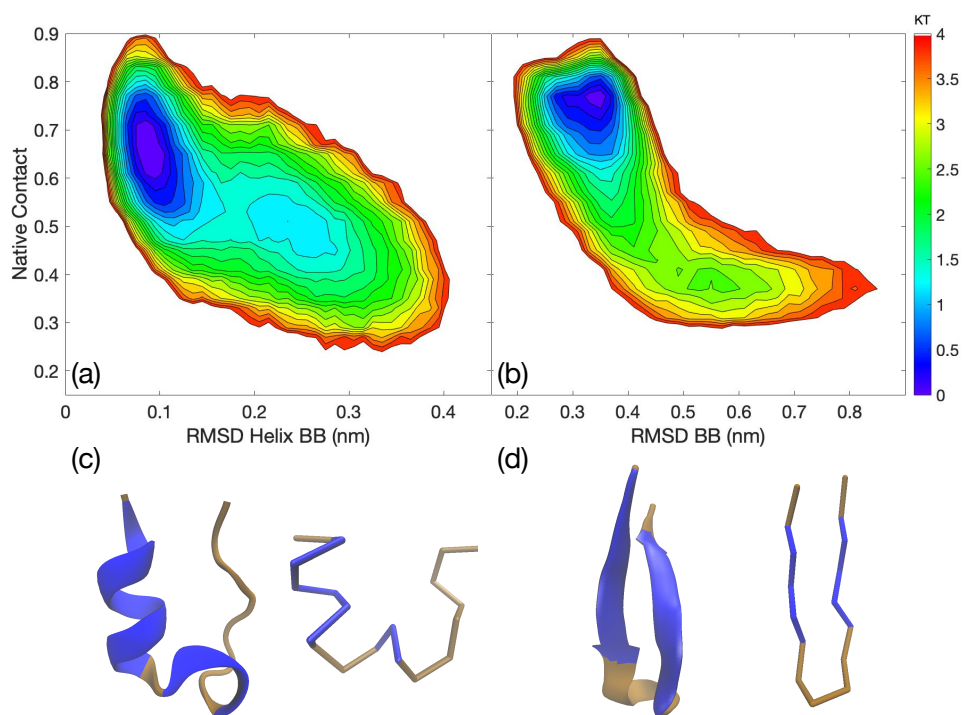 KT
Native Contact
0.9
0.8
0.7
0.6
0.5
0.4
0.3
0.2
(a)
(b)
4
3.5
3
2.5
2
1.5
1
0.5
0
0 0.1 0.2 0.3 0.4
0.2 0.3 0.4 0.5 0.6 0.7 0.8
RMSD Helix BB (nm)
RMSD BB (nm)
(c)
(d)